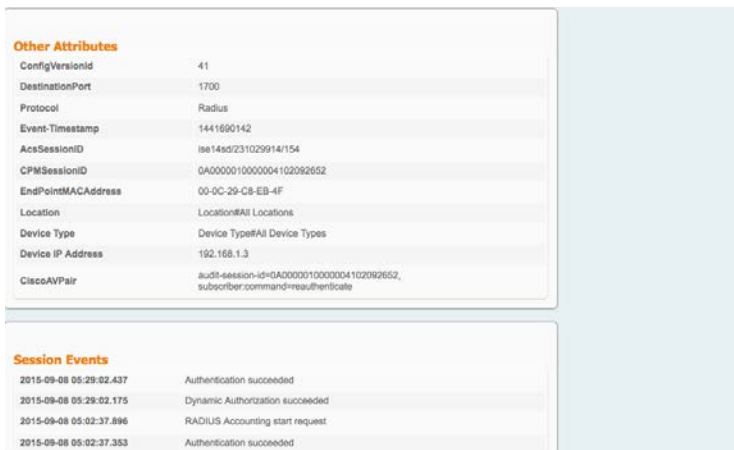 Other Attributes
ConfigVersionId 41
DestinationPort 1700
Protocol Radius
Event-Timestamp 1441690142
AcsSessionID ise14sd/231029914/154
CPMSessionID 0A0000010000004102092652
EndPointMACAddress 00-0C-29-C8-EB-4F
Location Location#All Locations
Device Type Device Type#All Device Types
Device IP Address 192.168.1.3
CiscoAVPair audit-session-id=0A0000010000004102092652,
subscriber:command=reauthenticate
Session Events
2015-09-08 05:29:02.437 Authentication succeeded
2015-09-08 05:29:02.175 Dynamic Authorization succeeded
2015-09-08 05:02:37.896 RADIUS Accounting start request
2015-09-08 05:02:37.353 Authentication succeeded